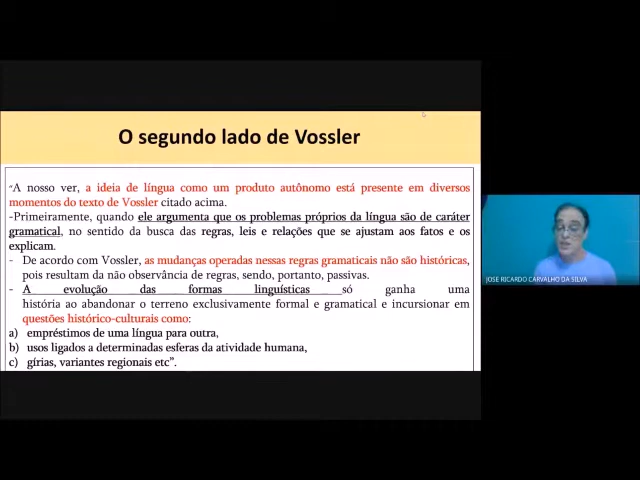 O segundo lado de Vossler
“A nosso ver, a ideia de língua como um produto autônomo está presente em diversos
momentos do texto de Vossler citado acima.
-Primeiramente, quando ele argumenta que os problemas próprios da língua são de caráter
gramatical, no sentido da busca das regras, leis e relações que se ajustam aos fatos e os
explicam.
- De acordo com Vossler, as mudanças operadas nessas regras gramaticais não são históricas,
pois resultam da não observância de regras, sendo, portanto, passivas.
- A evolução das formas linguísticas só ganha uma
história ao abandonar o terreno exclusivamente formal e gramatical e incursionar em
questões histórico-culturais como:
a) empréstimos de uma língua para outra,
b) usos ligados a determinadas esferas da atividade humana,
c) gírias, variantes regionais etc”.
JOSE RICARDO CARVALHO DA SILVA